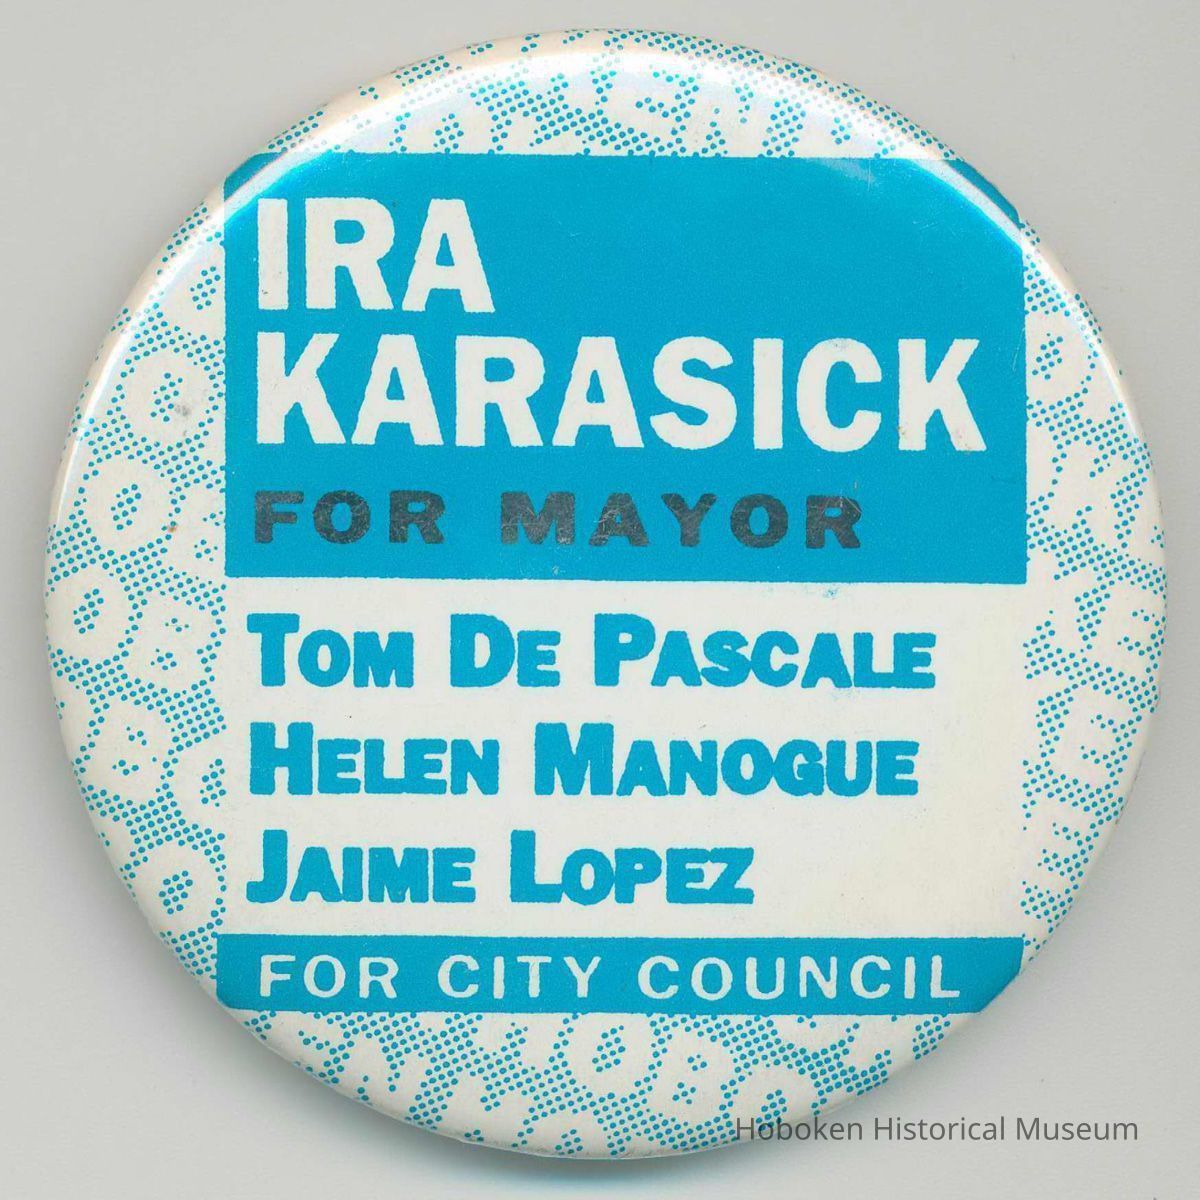 IRA
KARASICK
FOR MAYOR
TOM DE PASCALE
HELEN MANOGUE
JAIME LOPEZ
FOR CITY COUNCIL
Hoboken Historical Museum